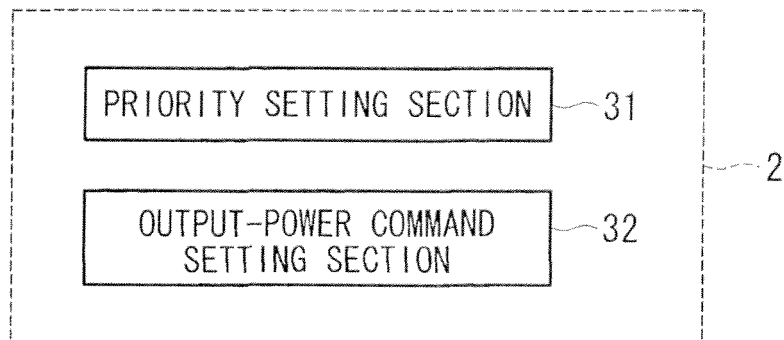 PRIORITY SETTING SECTION 31
2
OUTPUT-POWER COMMAND
SETTING SECTION 32